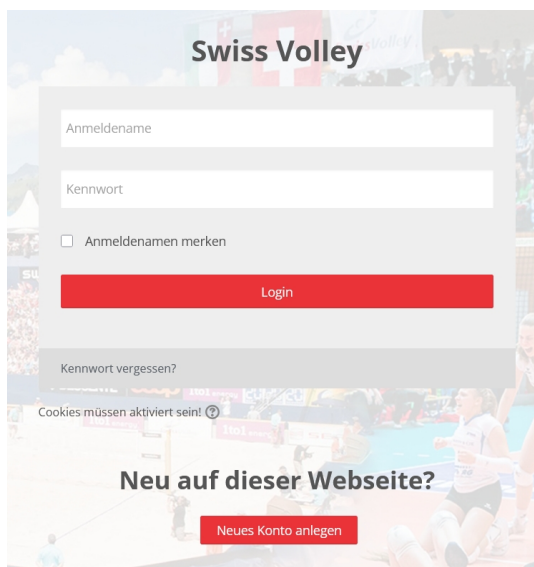 Swiss Volley
Anmeldename
Kennwort
Anmeldenamen merken
Login
Kennwort vergessen?
Cookies müssen aktiviert sein!
Neu auf dieser Webseite?
Neues Konto anlegen